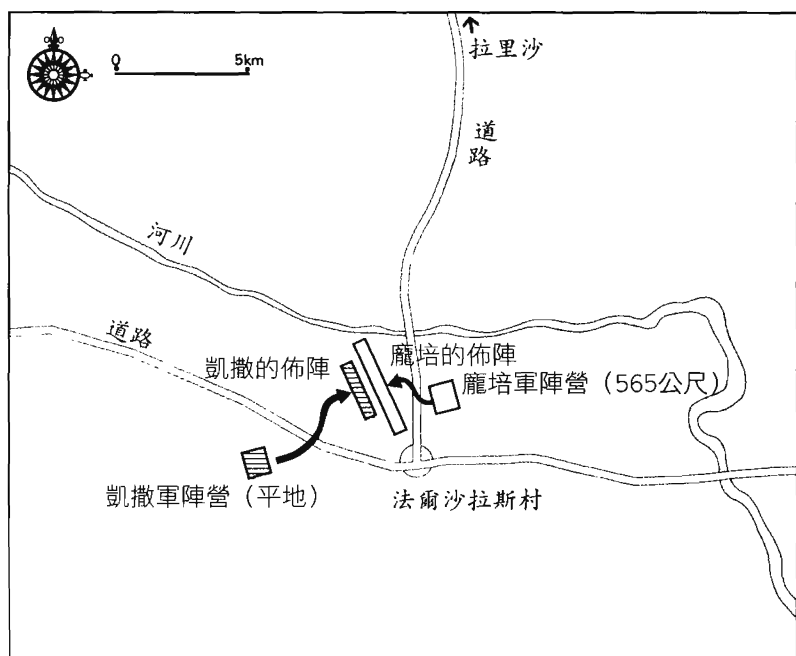 0 5km
拉里沙
道路
河川
道路
凱撒的佈陣
龐培的佈陣
龐培軍陣營（565公尺）
凱撒軍陣營（平地）
法爾沙拉斯村